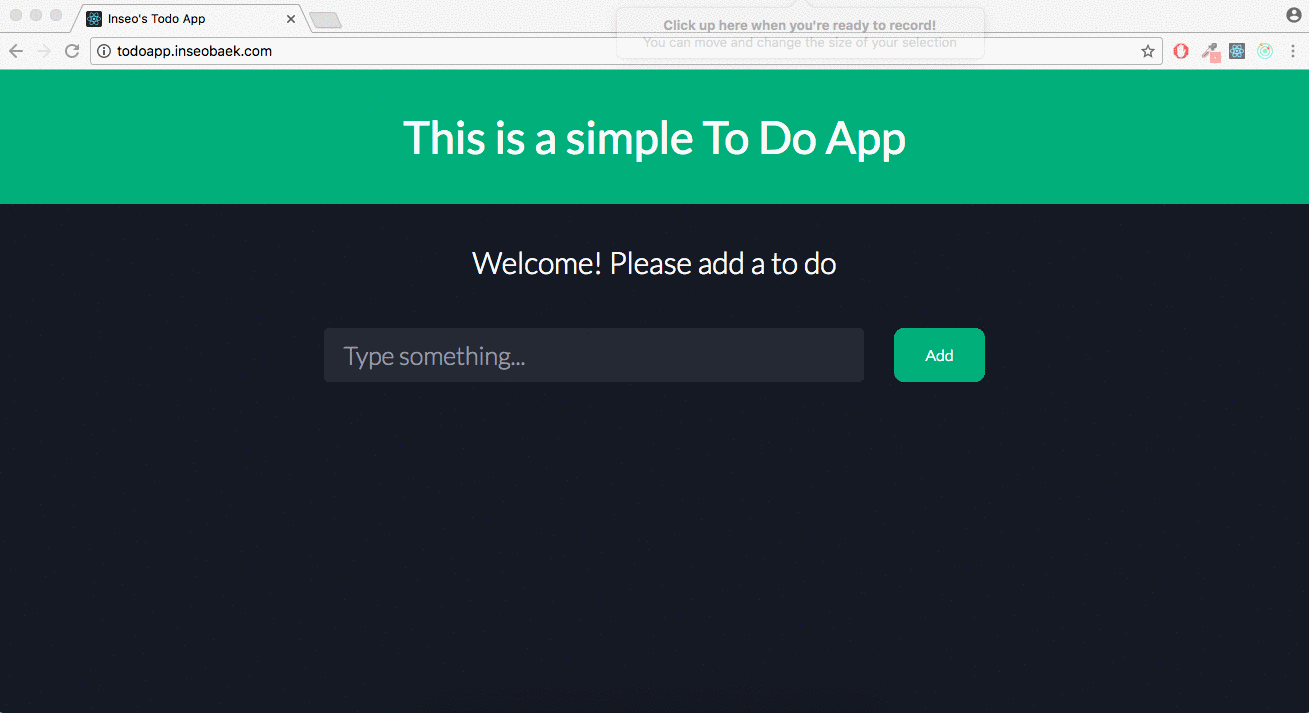 Inseo's Todo App
Click up here when you're ready to record!
You can move and change the size of your selection
todoapp.inseobaek.com
This is a simple To Do App
Welcome! Please add a to do
Type something...
Add